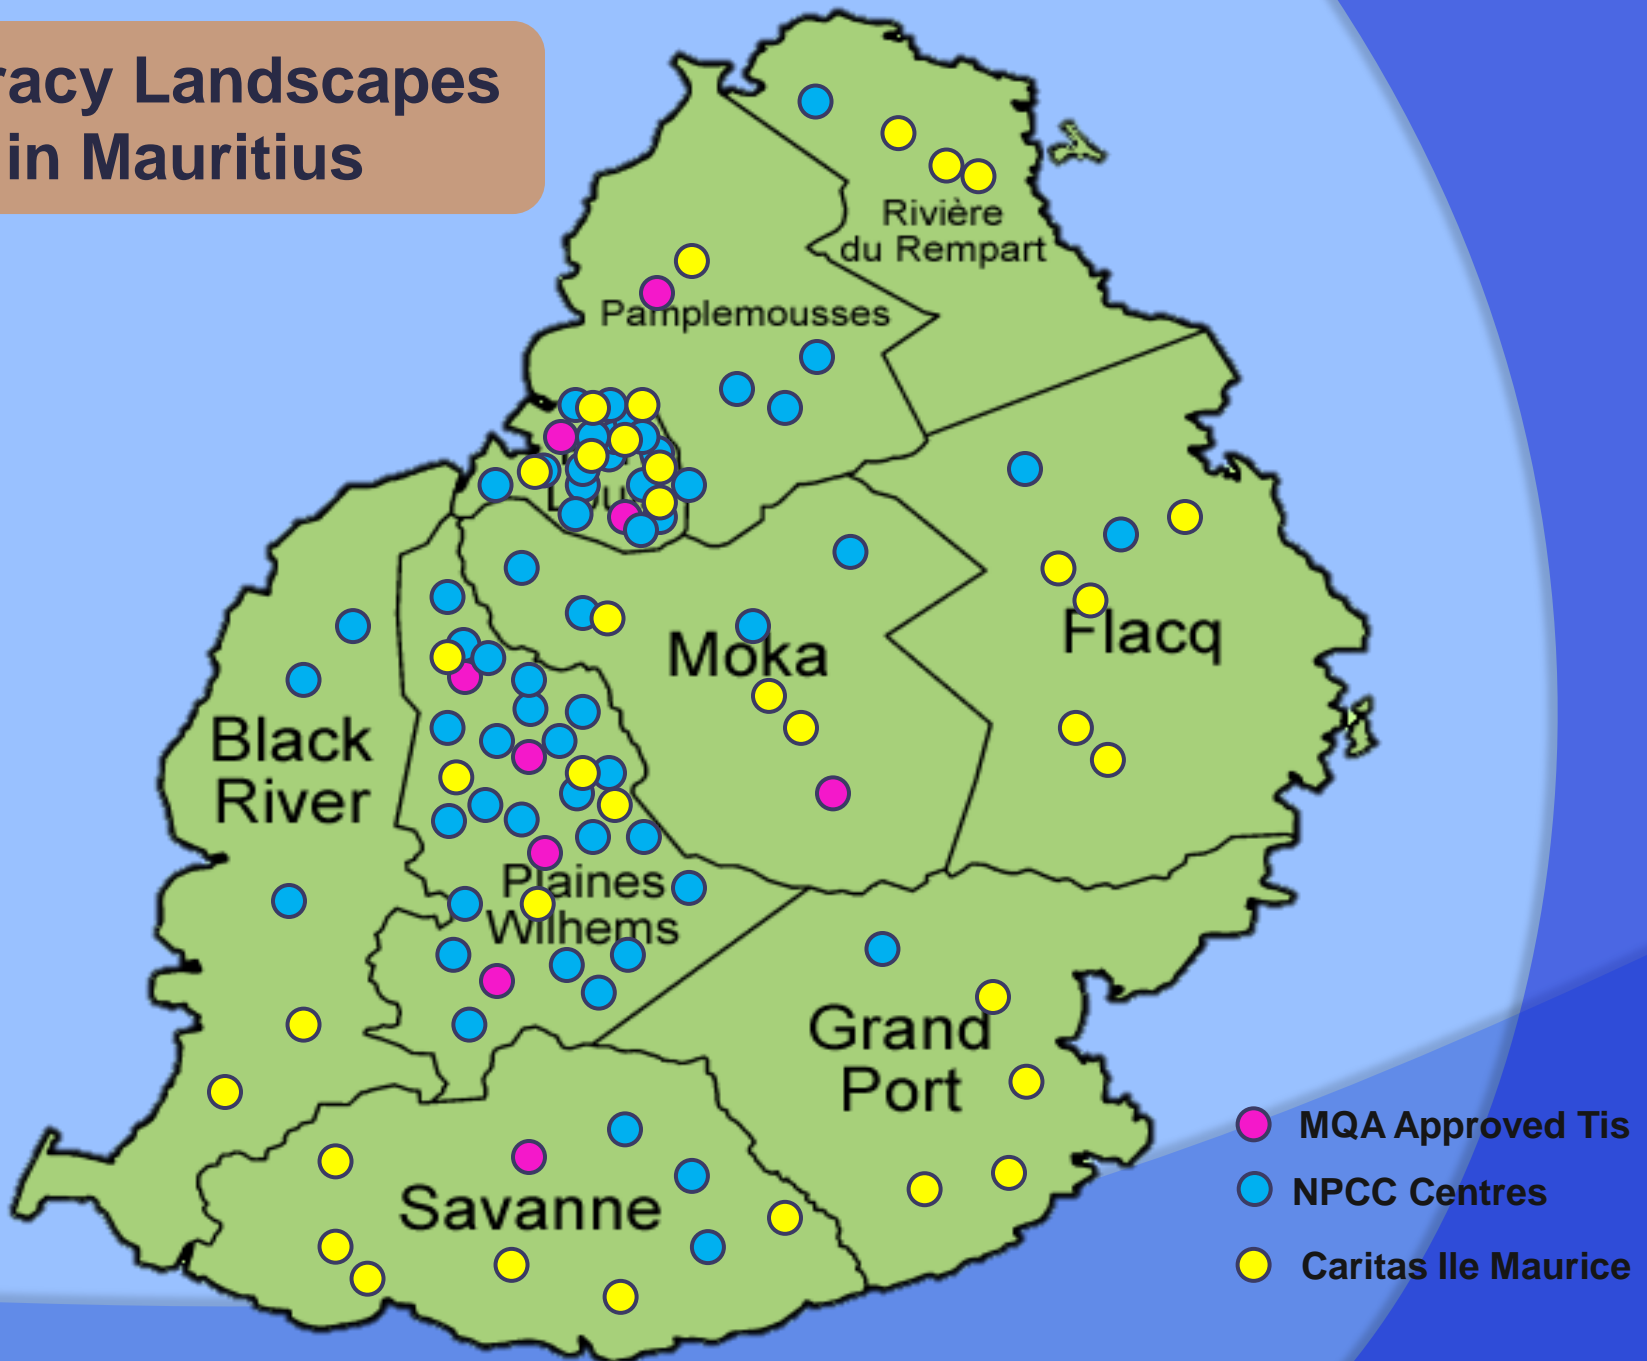 racy Landscapes
in Mauritius
Rivière
du Rempart
Pamplemousses
Moka
Flacq
Black
River
Plaines
Wilhems
Grand
Port
Savanne
MQA Approved Tis
NPCC Centres
Caritas Ile Maurice